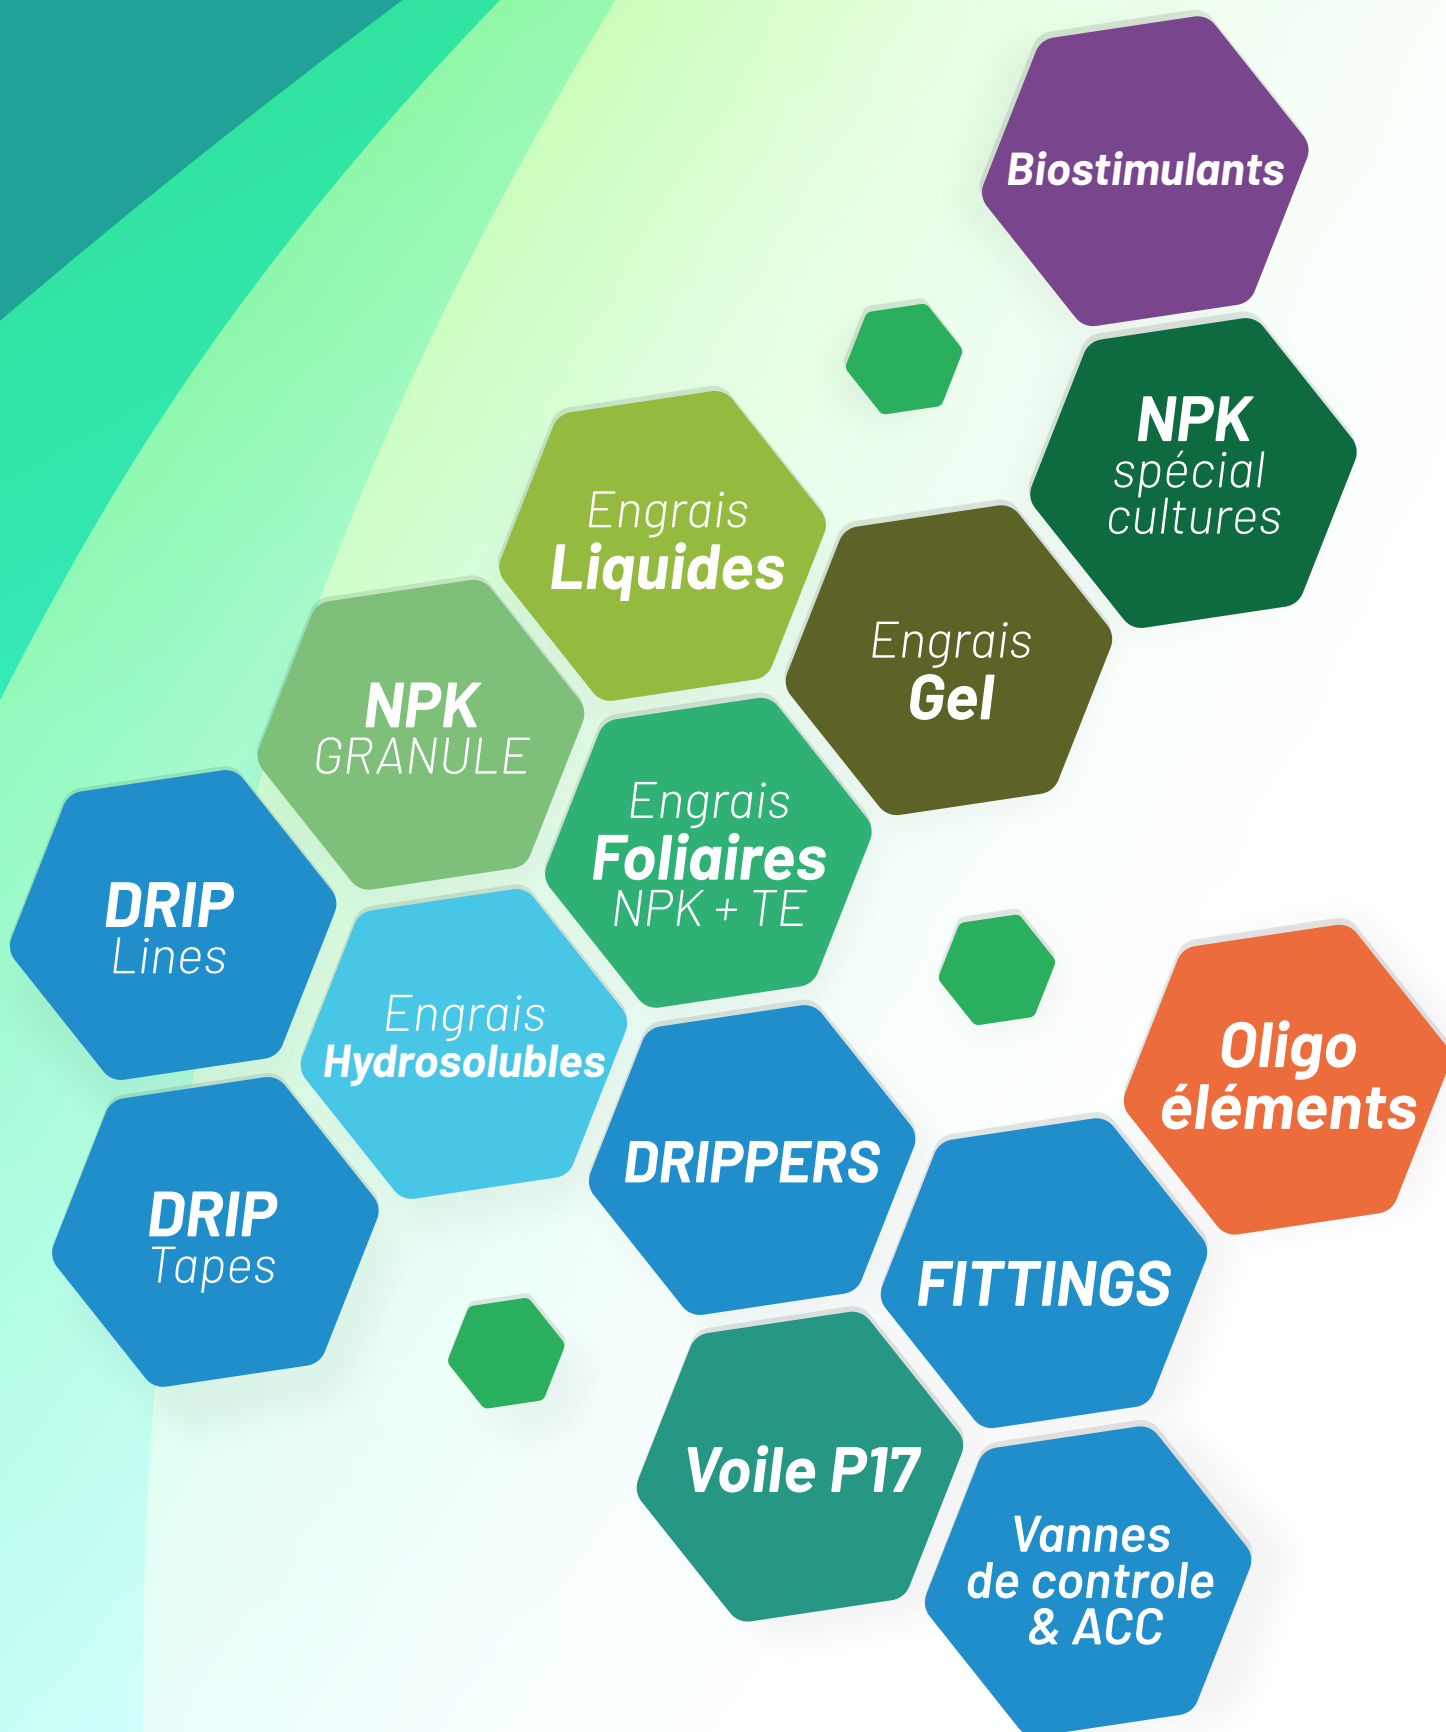 Biostimulants
NPK
spécial
cultures
Engrais
Liquides
Engrais
Gel
NPK
GRANULE
Engrais
Foliaires
NPK + TE
DRIP
Lines
Engrais
Hydrosolubles
Oligo
éléments
DRIPPERS
DRIP
Tapes
FITTINGS
Voile P17
Vannes
de controle
& ACC